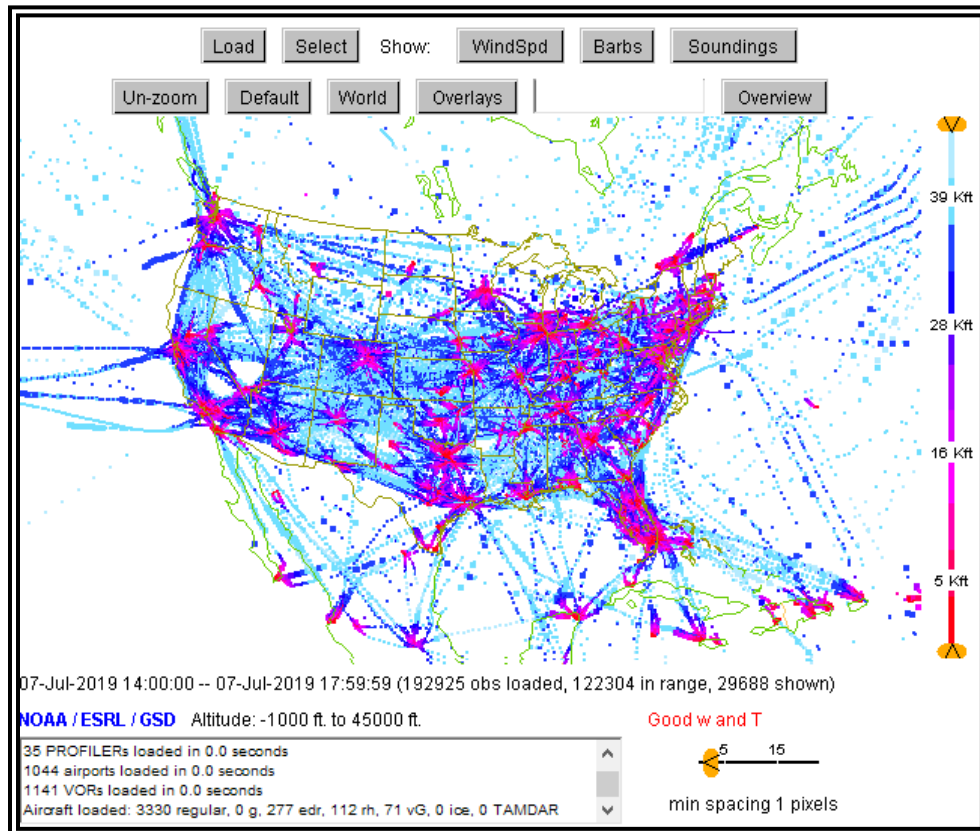 Load Select Show: WindSpd Barbs Soundings
Un-zoom Default World Overlays Overview
39 Kft
28 Kft
16 Kft
5 Kft
07-Jul-2019 14:00:00 -- 07-Jul-2019 17:59:59 (192925 obs loaded, 122304 in range, 29688 shown)
NOAA / ESRL / GSD Altitude: -1000 ft. to 45000 ft. Good w and T
35 PROFILERs loaded in 0.0 seconds
1044 airports loaded in 0.0 seconds
1141 VORs loaded in 0.0 seconds
Aircraft loaded: 3330 regular, 0 g, 277 edr, 112 rh, 71 vG, 0 ice, 0 TAMDAR
5 15
min spacing 1 pixels